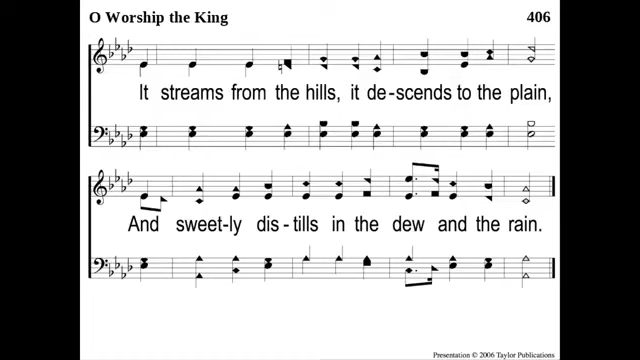 O Worship the King 406
It streams from the hills, it de-scends to the plain,
And sweet-ly dis-tills in the dew and the rain.
Presentation © 2006 Taylor Publications